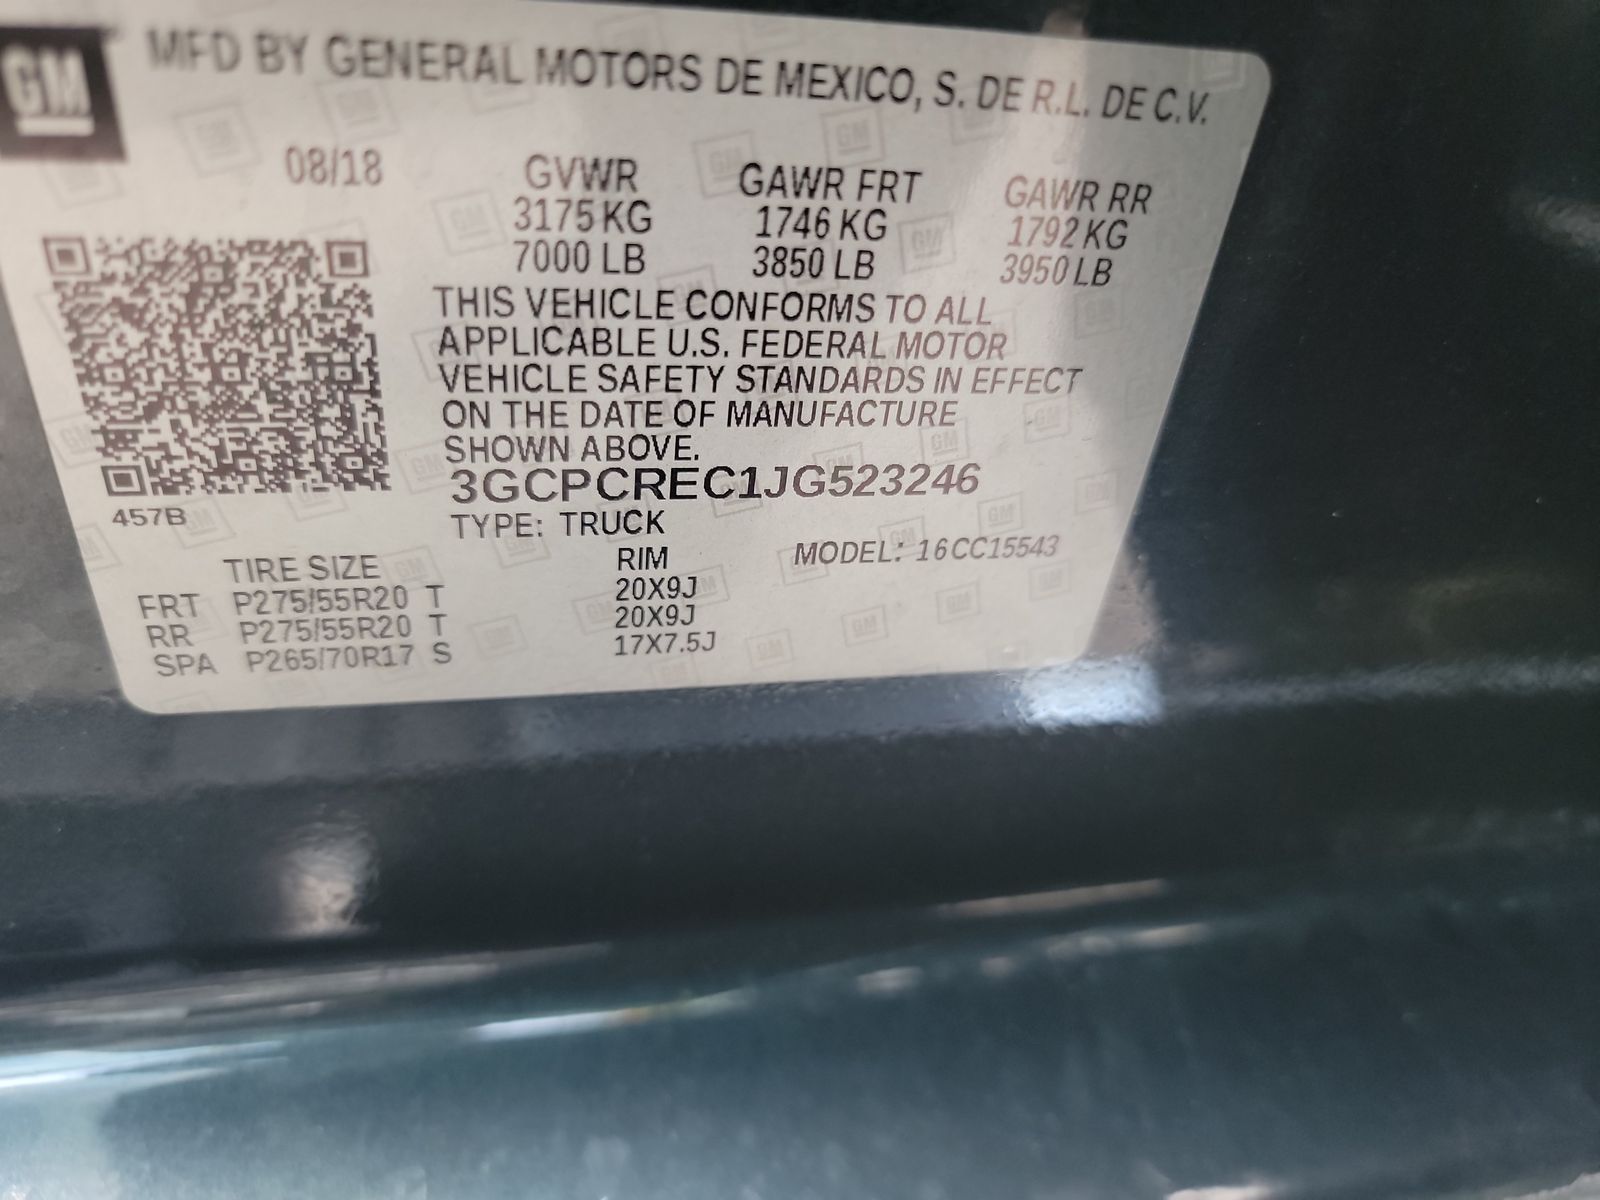 GM
MFD BY GENERAL MOTORS DE MEXICO, S. DE R.L. DE C.V.
08/18 GVWR GAWR FRT GAWR RR
3175 KG 1746 KG 1792 KG
7000 LB 3850 LB 3950 LB
THIS VEHICLE CONFORMS TO ALL
APPLICABLE U.S. FEDERAL MOTOR
VEHICLE SAFETY STANDARDS IN EFFECT
ON THE DATE OF MANUFACTURE
SHOWN ABOVE.
3GCPCREC1JG523246
457B
TYPE: TRUCK
MODEL: 16CC15543
TIRE SIZE RIM
FRT P275/55R20 T 20X9J
RR P275/55R20 T 20X9J
SPA P265/70R17 S 17X7.5J